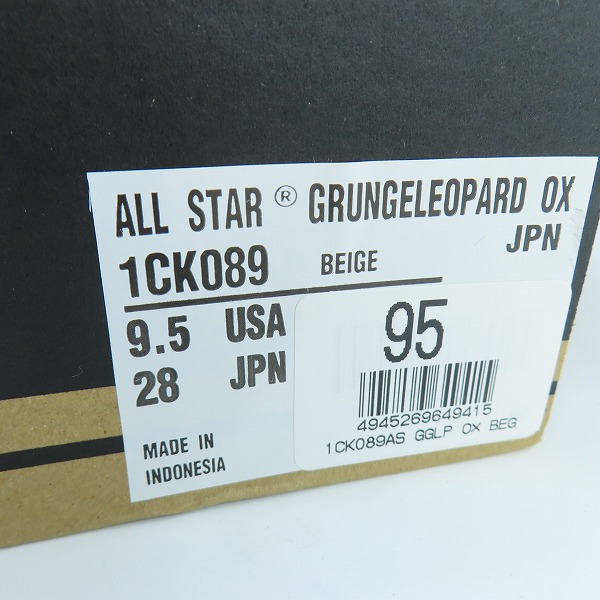 ALL STAR ® GRUNGELEOPARD OX
JPN
1CK089 BEIGE
9.5 USA
28 JPN
MADE IN
INDONESIA
95
4945269649415
1CK089AS GGLP OX BEG